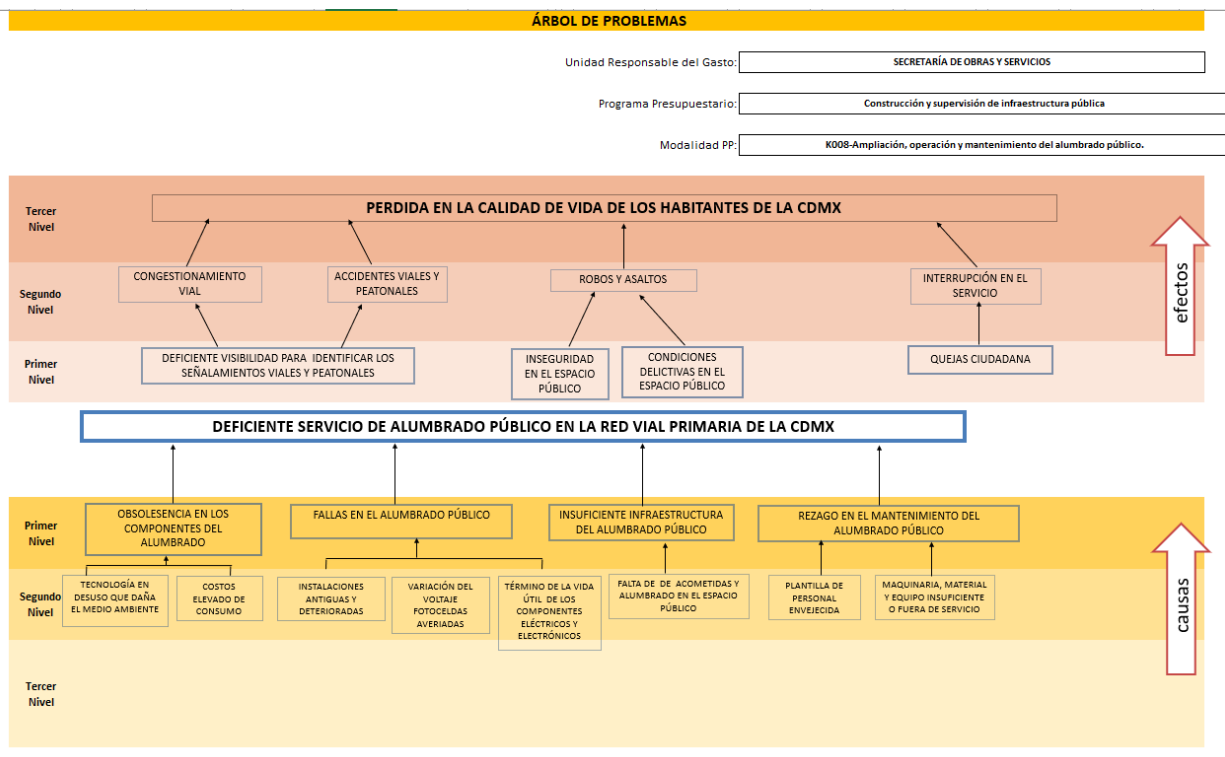 ÁRBOL DE PROBLEMAS
Unidad Responsable del Gasto:
SECRETARÍA DE OBRAS Y SERVICIOS
Programa Presupuestario:
Construcción y supervisión de infraestructura pública
Modalidad PP:
K008-Ampliación, operación y mantenimiento del alumbrado público.
Tercer
Nivel
PERDIDA EN LA CALIDAD DE VIDA DE LOS HABITANTES DE LA CDMX
Segundo
Nivel
CONGESTIONAMIENTO
VIAL
ACCIDENTES VIALES Y
PEATONALES
ROBOS Y ASALTOS
INTERRUPCIÓN EN EL
SERVICIO
efectos
Primer
Nivel
DEFICIENTE VISIBILIDAD PARA IDENTIFICAR LOS
SEÑALAMIENTOS VIALES Y PEATONALES
INSEGURIDAD
EN EL ESPACIO
PÚBLICO
CONDICIONES
DELICTIVAS EN EL
ESPACIO PÚBLICO
QUEJAS CIUDADANA
DEFICIENTE SERVICIO DE ALUMBRADO PÚBLICO EN LA RED VIAL PRIMARIA DE LA CDMX
Primer
Nivel
OBSOLESENCIA EN LOS
COMPONENTES DEL
ALUMBRADO
FALLAS EN EL ALUMBRADO PÚBLICO
INSUFICIENTE INFRAESTRUCTURA
DEL ALUMBRADO PÚBLICO
REZAGO EN EL MANTENIMIENTO DEL
ALUMBRADO PÚBLICO
Segundo
Nivel
TECNOLOGÍA EN
DESUSO QUE DAÑA
EL MEDIO AMBIENTE
COSTOS
ELEVADO DE
CONSUMO
INSTALACIONES
ANTIGUAS Y
DETERIORADAS
VARIACIÓN DEL
VOLTAJE
FOTOCELDAS
AVERIADAS
TÉRMINO DE LA VIDA
ÚTIL DE LOS
COMPONENTES
ELÉCTRICOS Y
ELECTRÓNICOS
FALTA DE DE ACOMETIDAS Y
ALUMBRADO EN EL ESPACIO
PÚBLICO
PLANTILLA DE
PERSONAL
ENVEJECIDA
MAQUINARIA, MATERIAL
Y EQUIPO INSUFICIENTE
O FUERA DE SERVICIO
causas
Tercer
Nivel